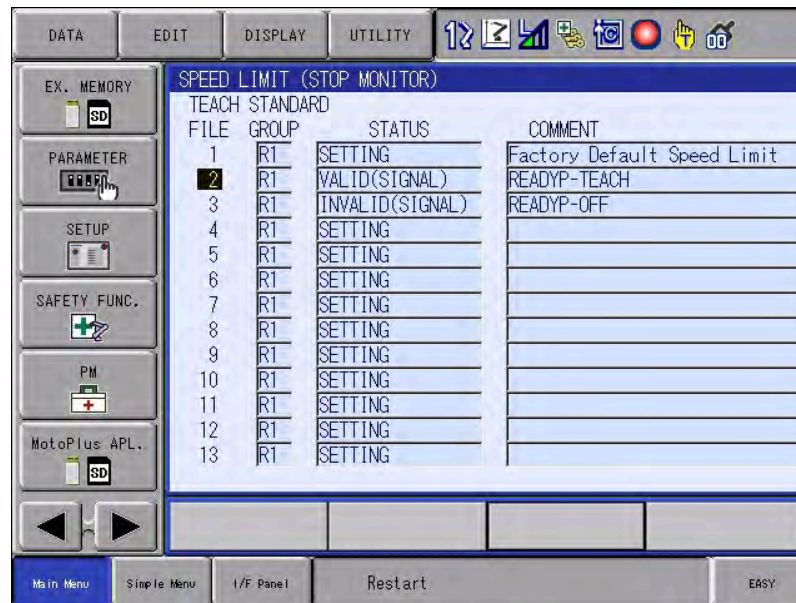 DATA EDIT DISPLAY UTILITY
EX. MEMORY
SD
PARAMETER
SETUP
SAFETY FUNC.
PM
MotoPlus APL.
SD
SPEED LIMIT (STOP MONITOR)
TEACH STANDARD
FILE GROUP STATUS COMMENT
1 R1 SETTING Factory Default Speed Limit
2 R1 VALID(SIGNAL) READYP-TEACH
3 R1 INVALID(SIGNAL) READYP-OFF
4 R1 SETTING
5 R1 SETTING
6 R1 SETTING
7 R1 SETTING
8 R1 SETTING
9 R1 SETTING
10 R1 SETTING
11 R1 SETTING
12 R1 SETTING
13 R1 SETTING
Main Menu Simple Menu I/F Panel Restart EASY